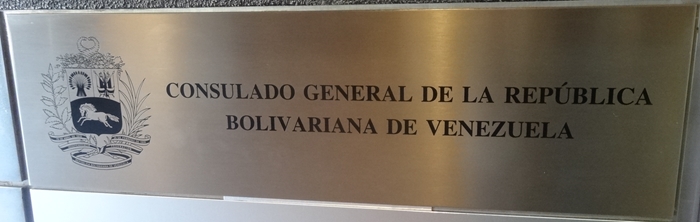 CONSULADO GENERAL DE LA REPÚBLICA
BOLIVARIANA DE VENEZUELA